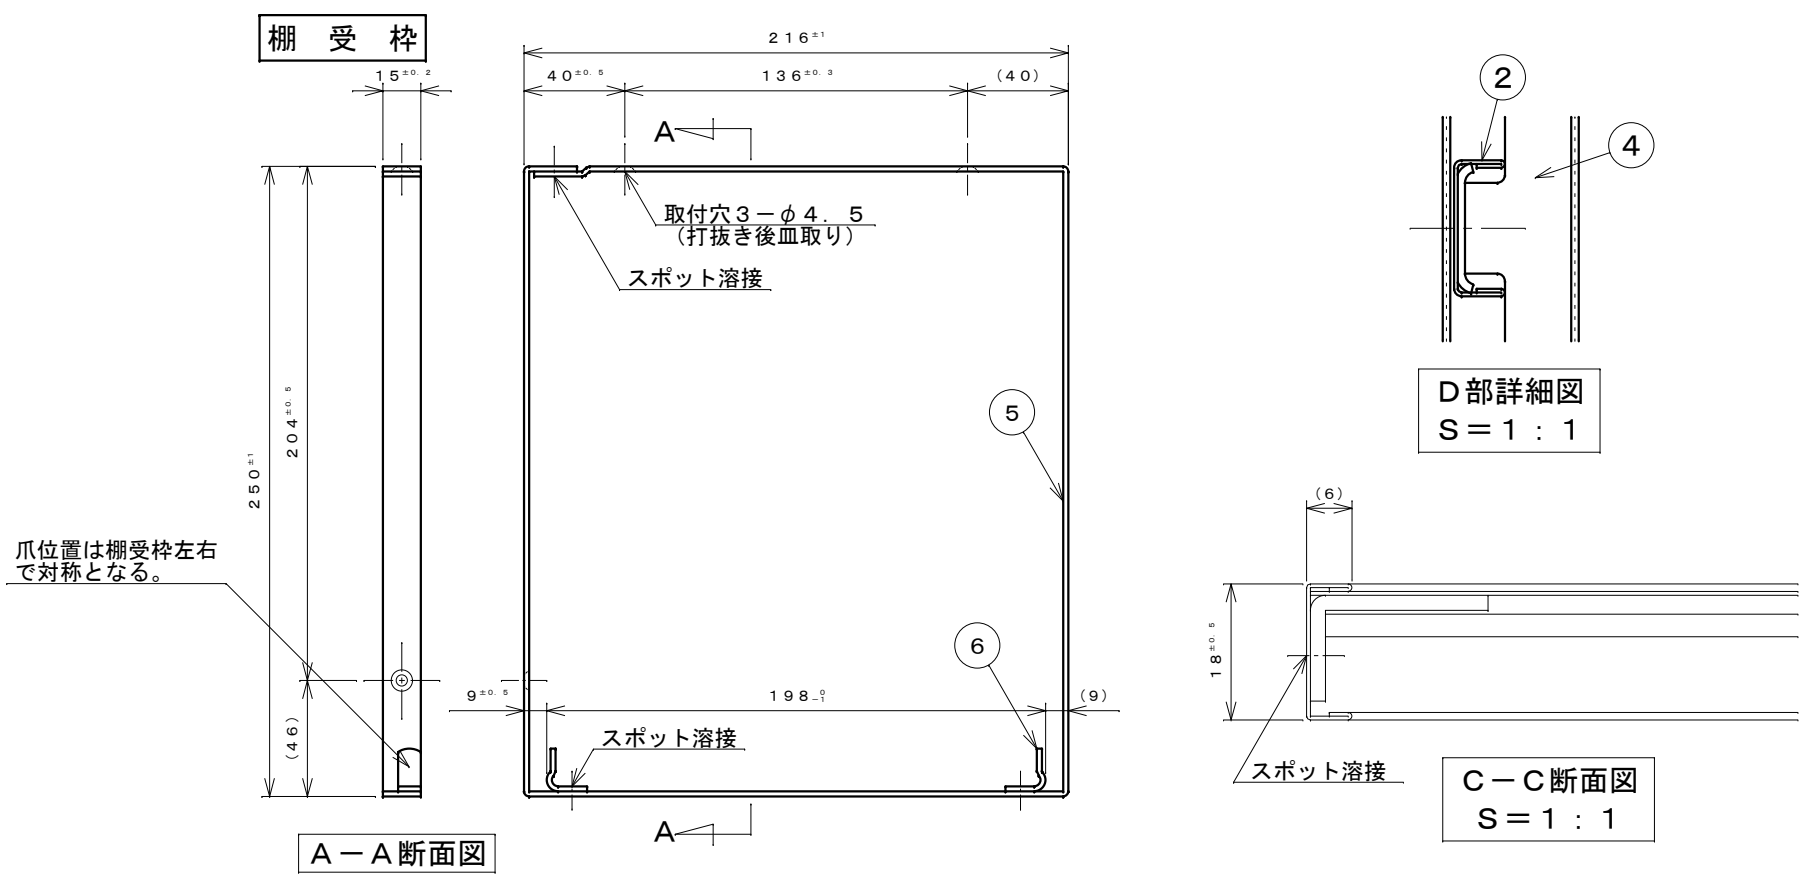 棚 受 枠
15±0.2
216±1
40±0.5
136±0.3
(40)
A
取付穴3-φ4.5
(打抜き後皿取り)
スポット溶接
250±1
204±0.5
(46)
爪位置は棚受枠左右
で対称となる。
5
6
9±0.5
198 0 -1
(9)
スポット溶接
A
A-A断面図
2
4
D部詳細図
S=1:1
(6)
18±0.5
スポット溶接
C-C断面図
S=1:1